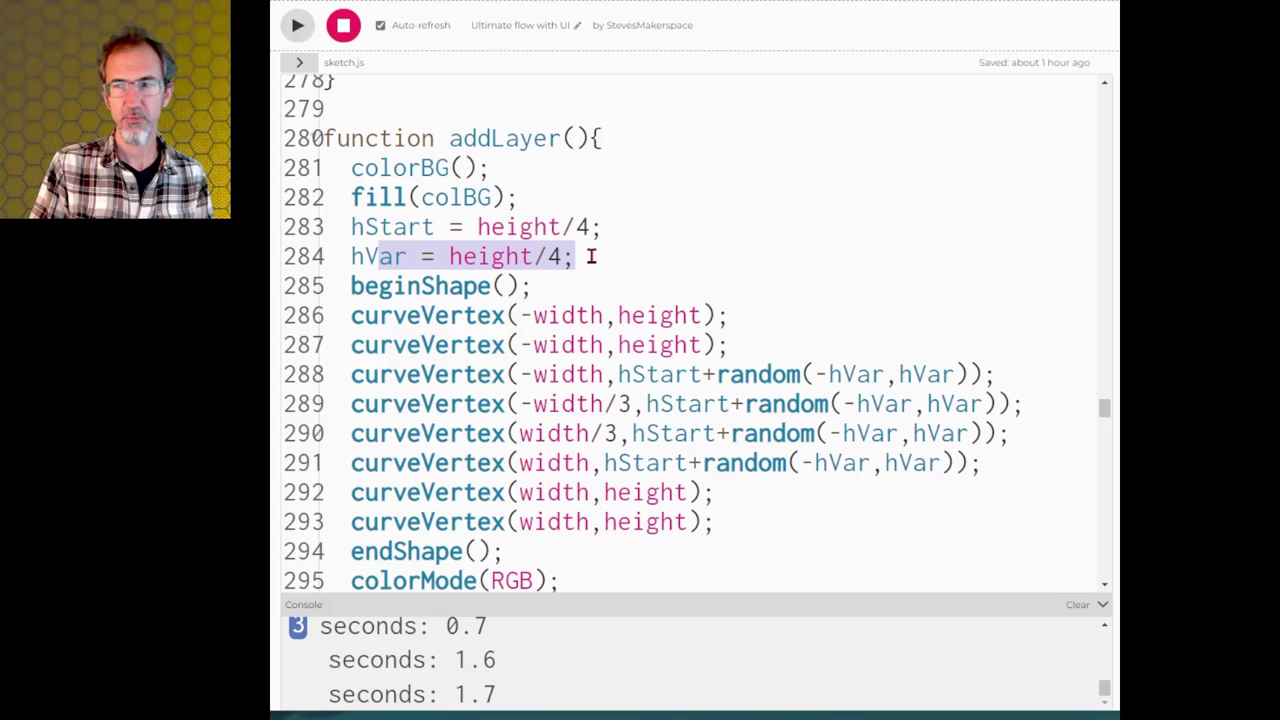 Auto-refresh Ultimate flow with UI by StevesMakerspace
sketch.js Saved: about 1 hour ago
278}
279
280function addLayer(){
281 colorBG();
282 fill(colBG);
283 hStart = height/4;
284 hVar = height/4;
285 beginShape();
286 curveVertex(-width,height);
287 curveVertex(-width,height);
288 curveVertex(-width,hStart+random(-hVar,hVar));
289 curveVertex(-width/3,hStart+random(-hVar,hVar));
290 curveVertex(width/3,hStart+random(-hVar,hVar));
291 curveVertex(width,hStart+random(-hVar,hVar));
292 curveVertex(width,height);
293 curveVertex(width,height);
294 endShape();
295 colorMode(RGB);
Console Clear
3 seconds: 0.7
seconds: 1.6
seconds: 1.7